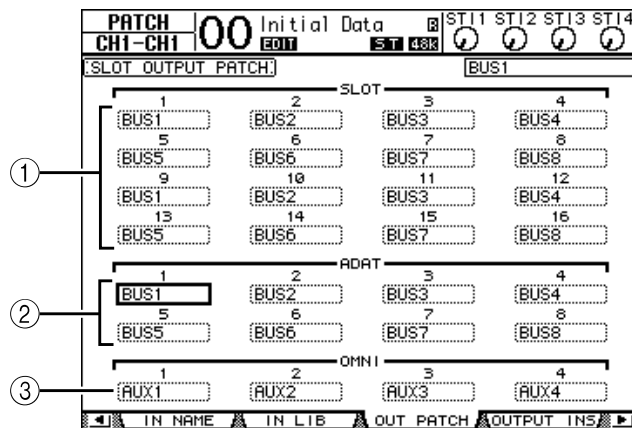 PATCH
CH1-CH1
00 Initial Data R
EDIT ST 48K
STI1 STI2 STI3 STI4
SLOT OUTPUT PATCH
BUS1
SLOT
1 2 3 4
BUS1 BUS2 BUS3 BUS4
5 6 7 8
BUS5 BUS6 BUS7 BUS8
9 10 11 12
① BUS1 BUS2 BUS3 BUS4
13 14 15 16
BUS5 BUS6 BUS7 BUS8
ADAT
1 2 3 4
BUS1 BUS2 BUS3 BUS4
② 5 6 7 8
BUS5 BUS6 BUS7 BUS8
OMNI
1 2 3 4
③ AUX1 AUX2 AUX3 AUX4
IN NAME IN LIB OUT PATCH OUTPUT INS